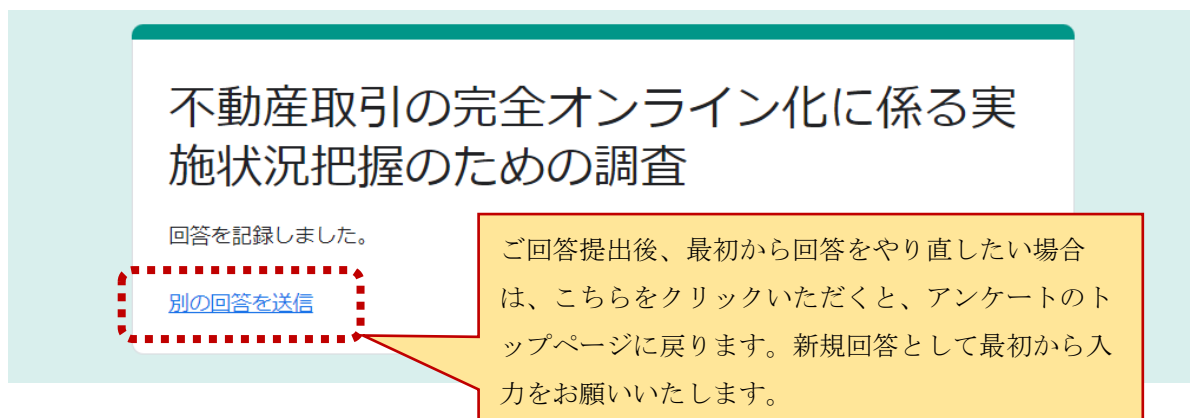 不動産取引の完全オンライン化に係る実
施状況把握のための調査
回答を記録しました。
別の回答を送信
ご回答提出後、最初から回答をやり直したい場合
は、こちらをクリックいただくと、アンケートのト
ップページに戻ります。新規回答として最初から入
力をお願いいたします。